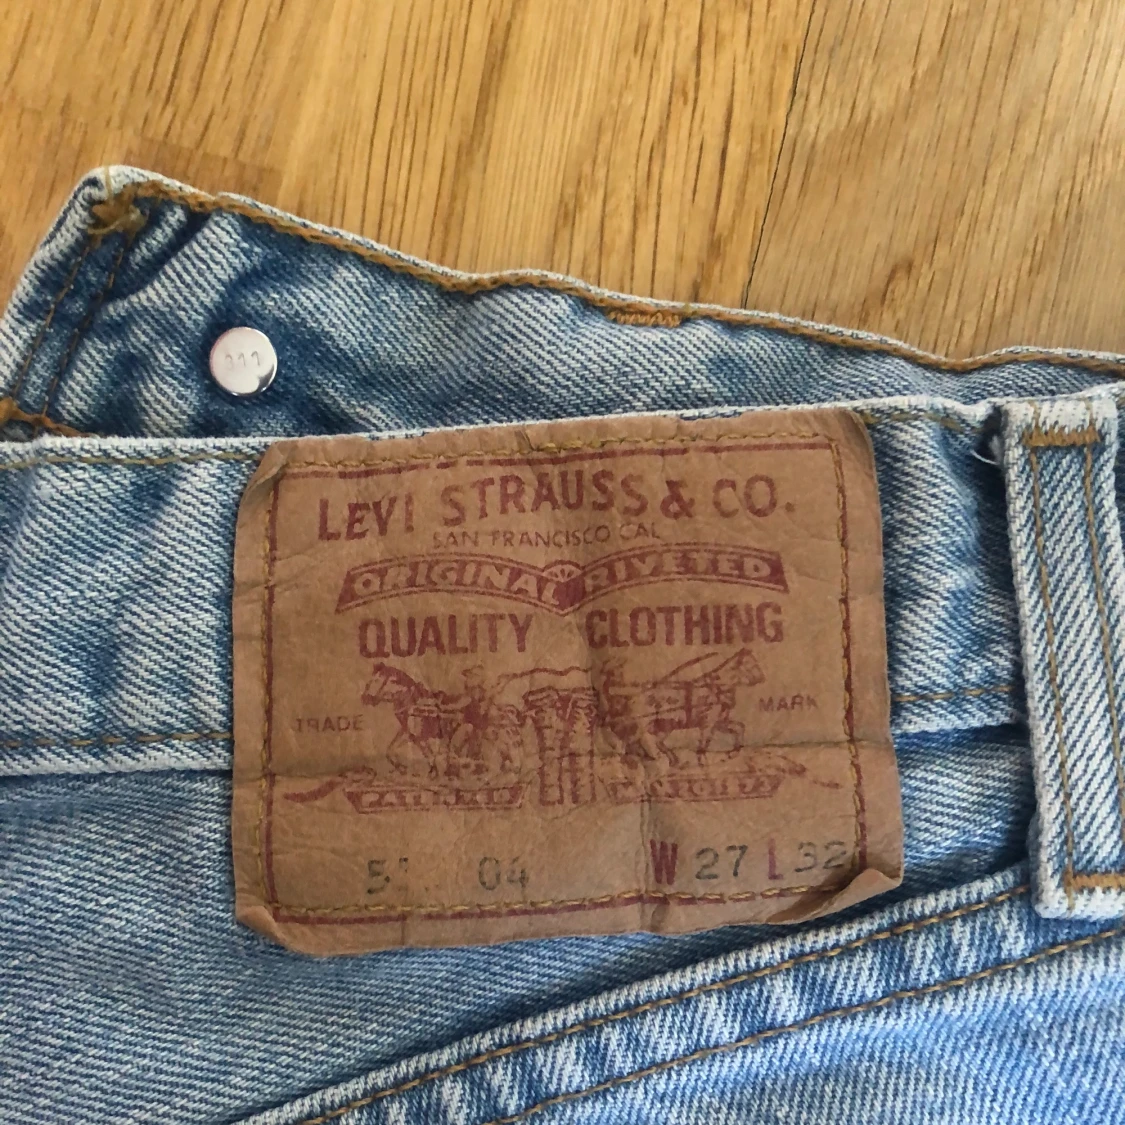 LEVI STRAUSS & CO.
SAN FRANCISCO CAL
ORIGINAL RIVETED
QUALITY CLOTHING
TRADE MARK
04 W 27 L 32